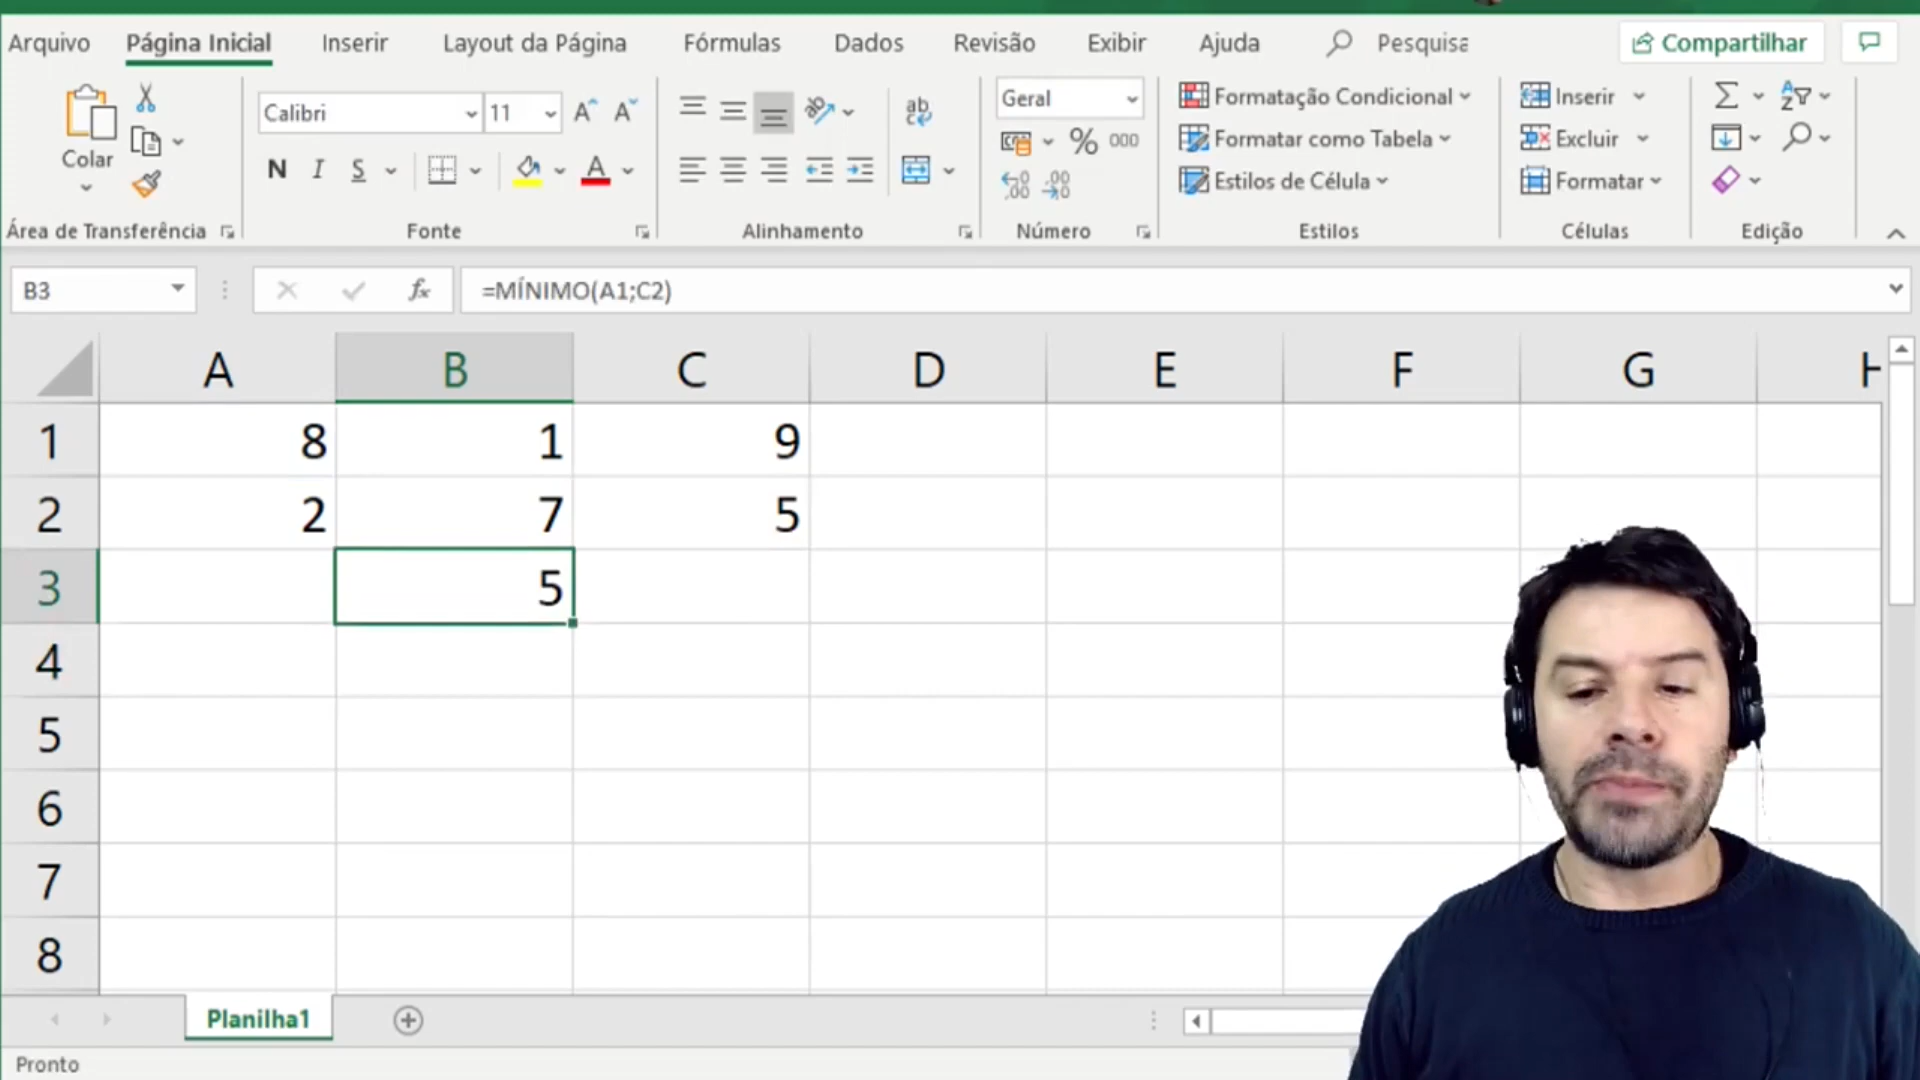 Arquivo Página Inicial Inserir Layout da Página Fórmulas Dados Revisão Exibir Ajuda Pesquisa Compartilhar
Colar
Área de Transferência
Calibri 11
N I S
A
Fonte
ab
Alinhamento
Geral
% 000
Número
Formatação Condicional
Formatar como Tabela
Estilos de Célula
Estilos
Inserir
Excluir
Formatar
Células
Σ
Edição
B3 fx =MÍNIMO(A1;C2)
A B C D E F G H
1 8 1 9
2 2 7 5
3 5
4
5
6
7
8
Planilha1
Pronto